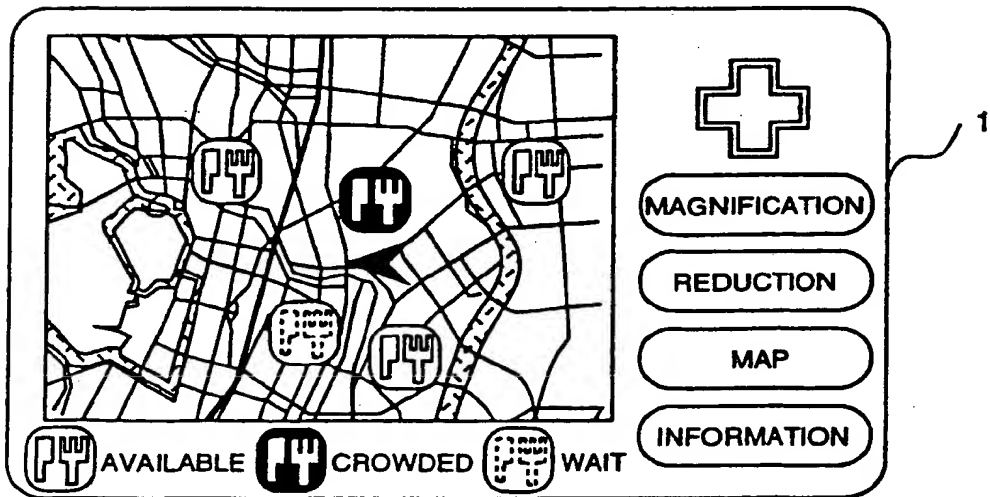 1
MAGNIFICATION
REDUCTION
MAP
INFORMATION
AVAILABLE CROWDED WAIT